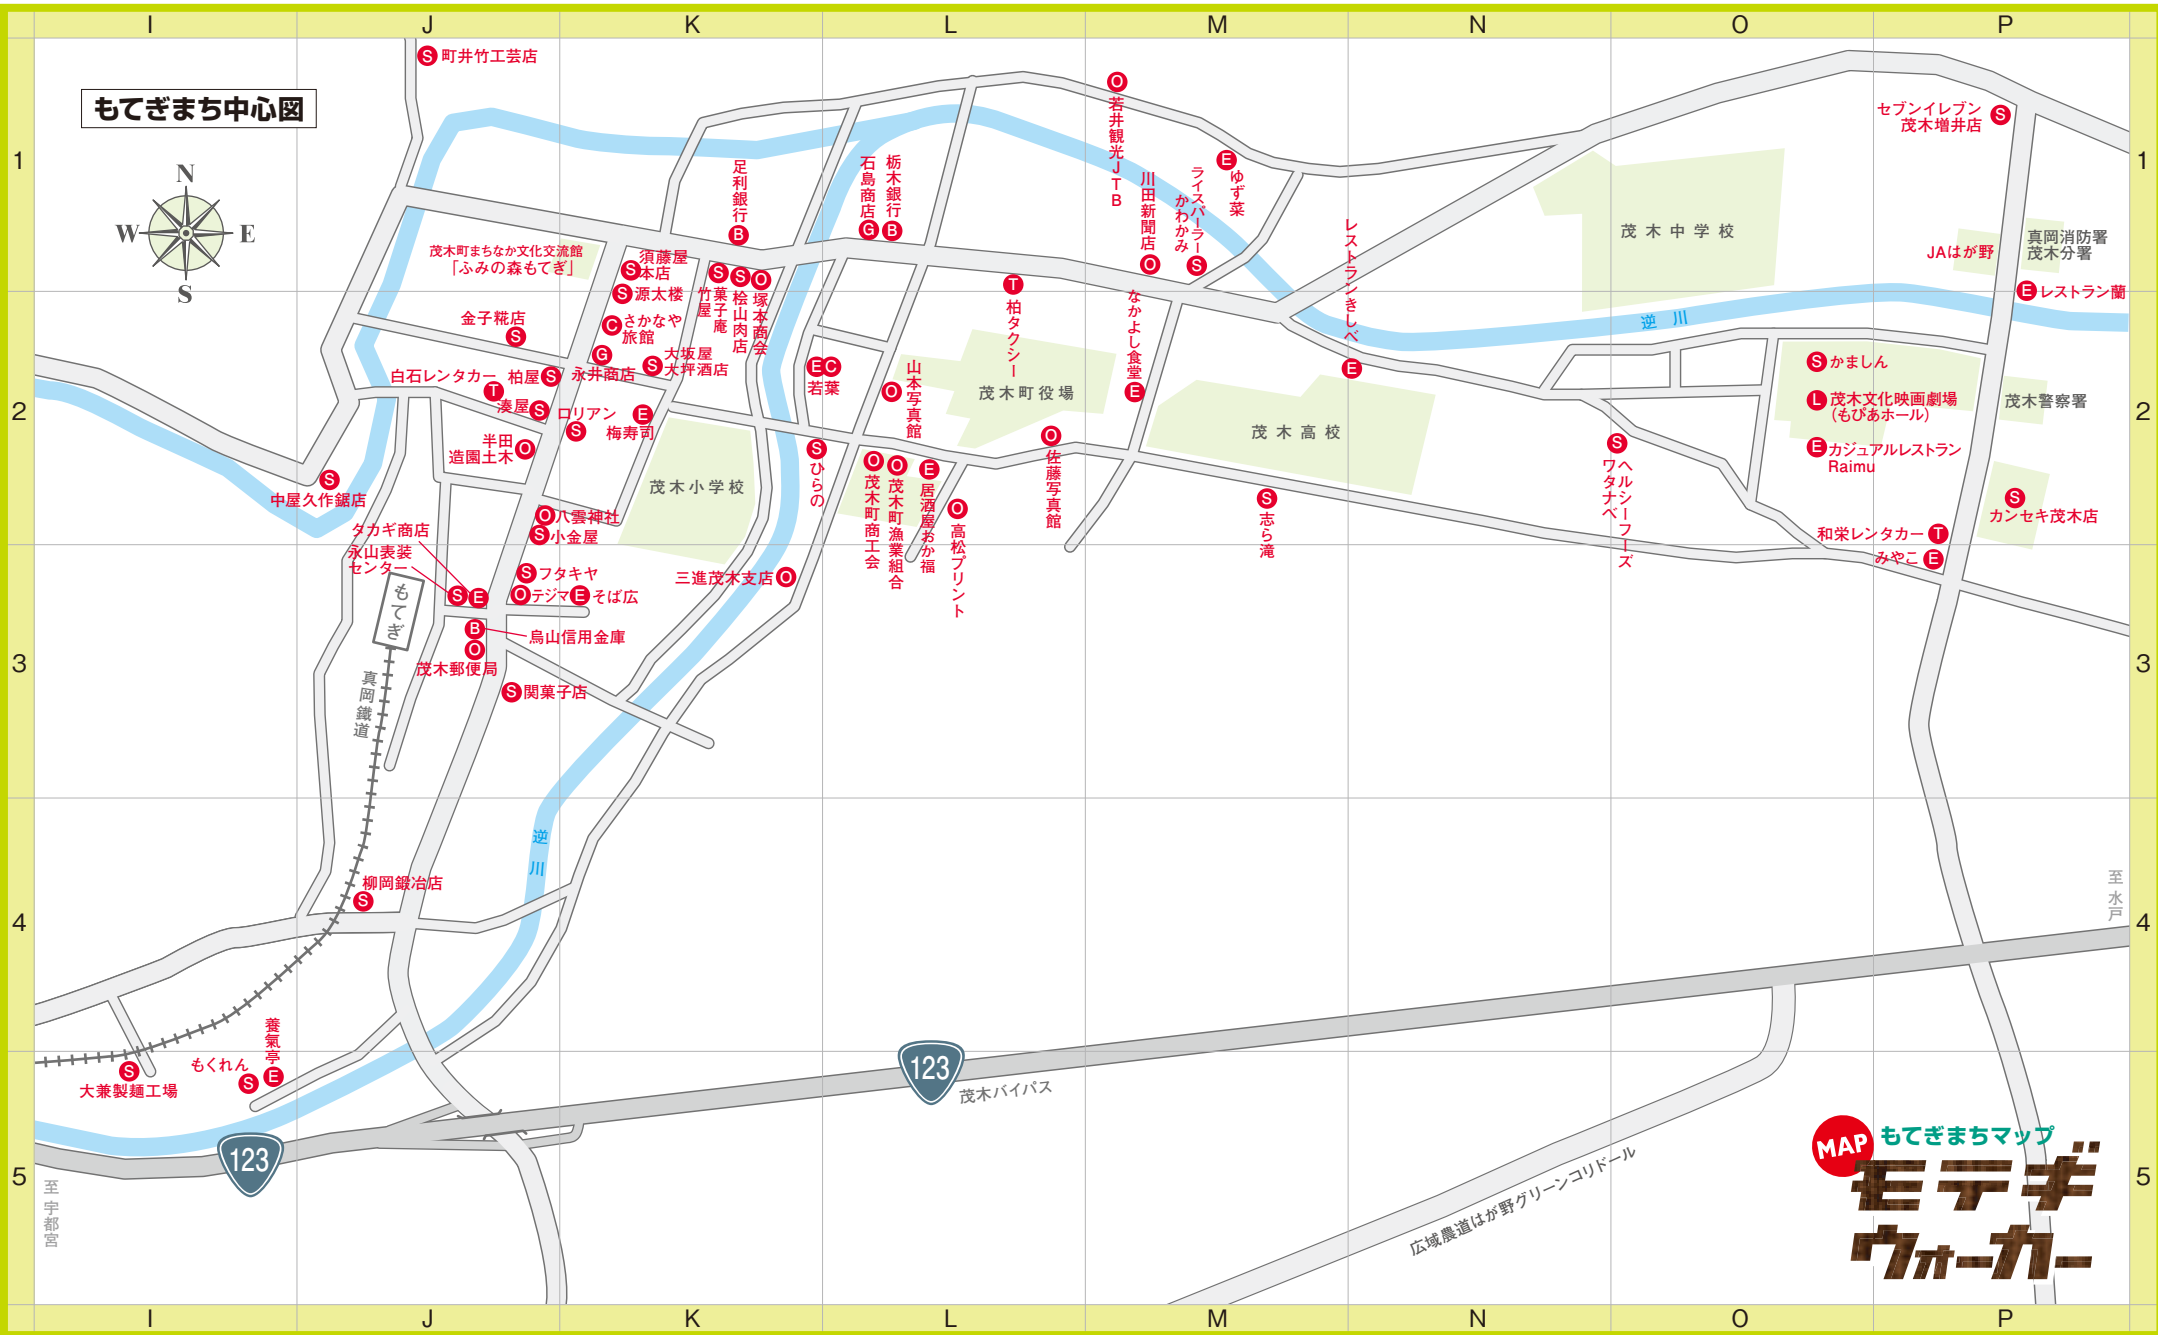 I J K L M N O P
S 町井竹工芸店
もてぎまち中心図
N
W E
S
1
1
O 若井観光JTB
セブンイレブン
茂木増井店 S
足利銀行 B
石島商店 G
栃木銀行 B
川田新聞店 O
ライスパーラー
かわかみ S
E ゆず菜
レストランきしべ E
茂木中学校
JAはが野
真岡消防署
茂木分署
茂木町まちなか文化交流館
「ふみの森もてぎ」
S 須藤屋
本店
S 源太楼
S 菓子庵
竹屋
S 桧山肉店
O 塚本商会
T 柏タクシー
なかよし食堂 E
逆川
E レストラン蘭
金子糀店 S
C さかなや
旅館
G 永井商店
S 大坂屋
大坪酒店
EC
若葉
山本写真館 O
茂木町役場
茂木高校
S かましん
L 茂木文化映画劇場
(もぴあホール)
E カジュアルレストラン
Raimu
茂木警察署
2
2
白石レンタカー T
柏屋 S
湊屋 S
ロリアン S
梅寿司 E
半田
造園土木 O
茂木小学校
S ひらの
O 茂木町商工会
O 茂木町漁業組合
E 居酒屋おか福
O 高松プリント
O 佐藤写真館
S 志ら滝
S ヘルシーフーズ
ワタナベ
S カンセキ茂木店
和栄レンタカー T
みやこ E
S 中屋久作鋸店
O 八雲神社
S 小金屋
タカギ商店 E
永山表装
センター S
S フタキヤ
O テジマ
E そば広
三進茂木支店 O
もてぎ
B 烏山信用金庫
O 茂木郵便局
S 関菓子店
真岡鐵道
3
3
逆川
柳岡鍛冶店 S
4
4
至水戸
養氣亭 E
もくれん S
S 大兼製麺工場
123
茂木バイパス
123
至宇都宮
広域農道はが野グリーンコリドール
5
5
MAP もてぎまちマップ
モテギ
ウォーカー
I J K L M N O P